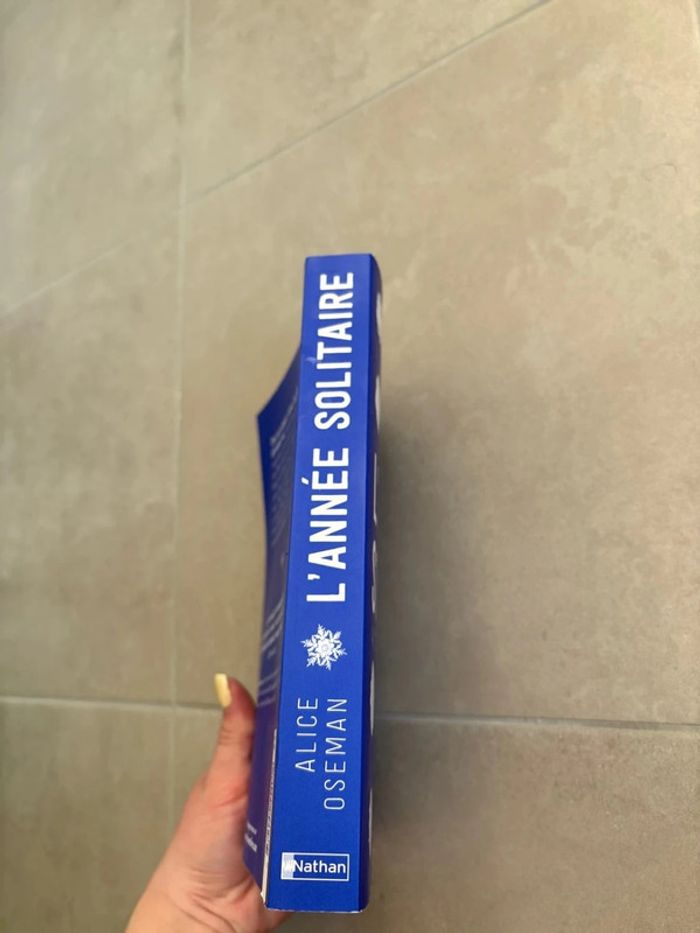 L'ANNÉE SOLITAIRE
ALICE
OSEMAN
Nathan